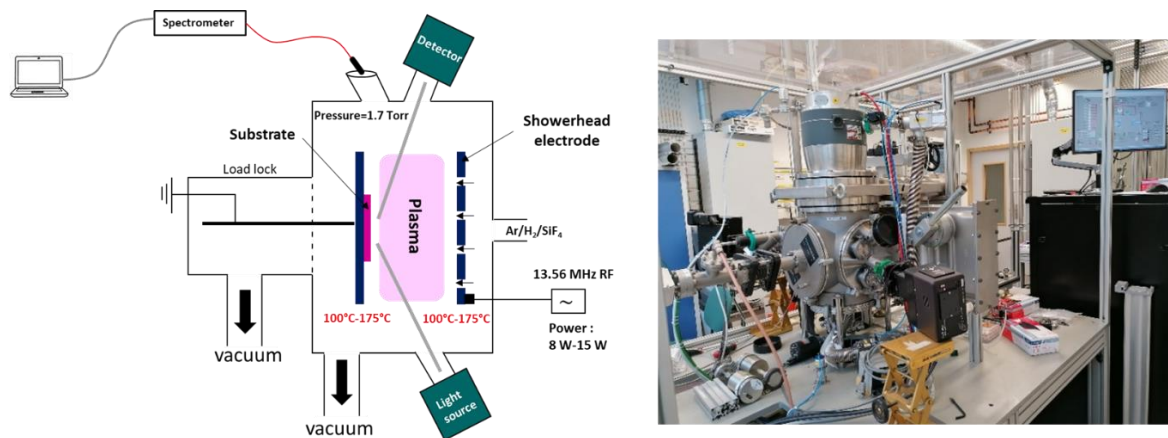 Spectrometer
Detector
Pressure=1.7 Torr
Substrate
Showerhead
electrode
Load lock
Plasma
Ar/H₂/SiF₄
13.56 MHz RF
~
100°C-175°C
100°C-175°C
Power :
8 W-15 W
vacuum
Light
source
vacuum